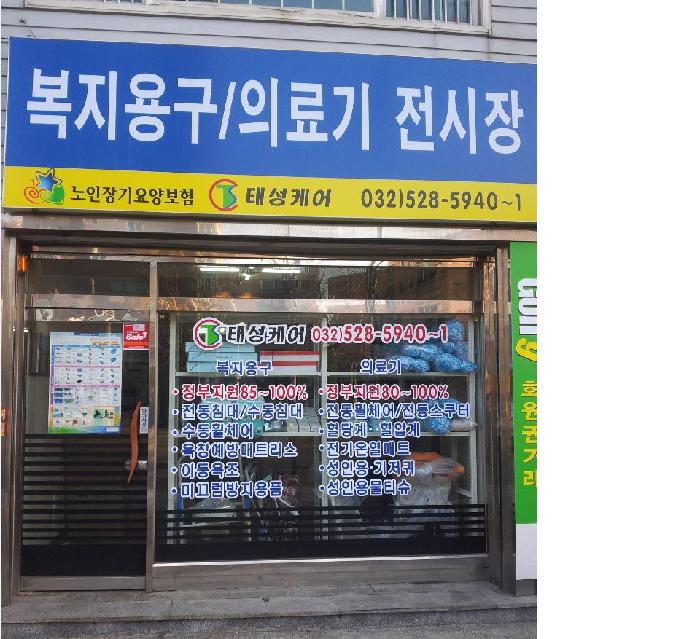 복지용구/의료기 전시장
노인장기요양보험 태성케어 032)528-5940~1
태성케어 032)528-5940~1
복지용구 의료기
·정부지원85~100% ·정부지원80~100%
·전동침대/수동침대 ·전동휠체어/전동스쿠터
·수동휠체어 ·혈당계··혈압계
·욕창예방매트리스 ·전기온열매트
·이동욕조 ·성인용·기저귀
·미끄럼방지용품 ·성인용물티슈
Golf
회원권거래